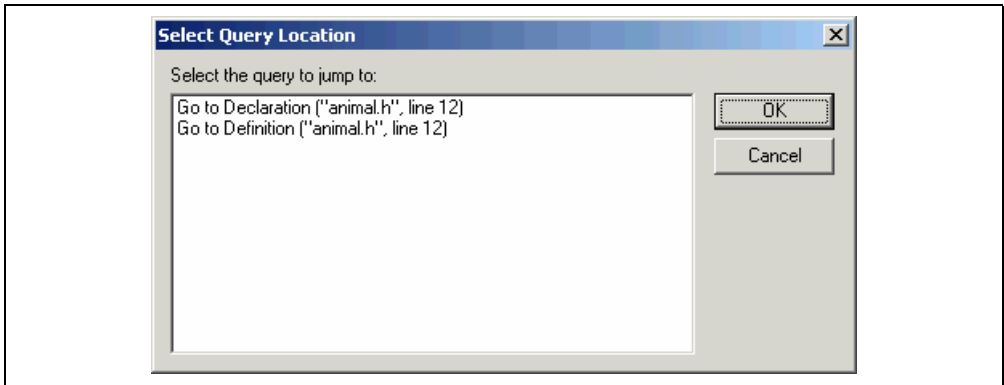 Select Query Location
Select the query to jump to:
Go to Declaration ("animal.h", line 12)
Go to Definition ("animal.h", line 12)
OK
Cancel